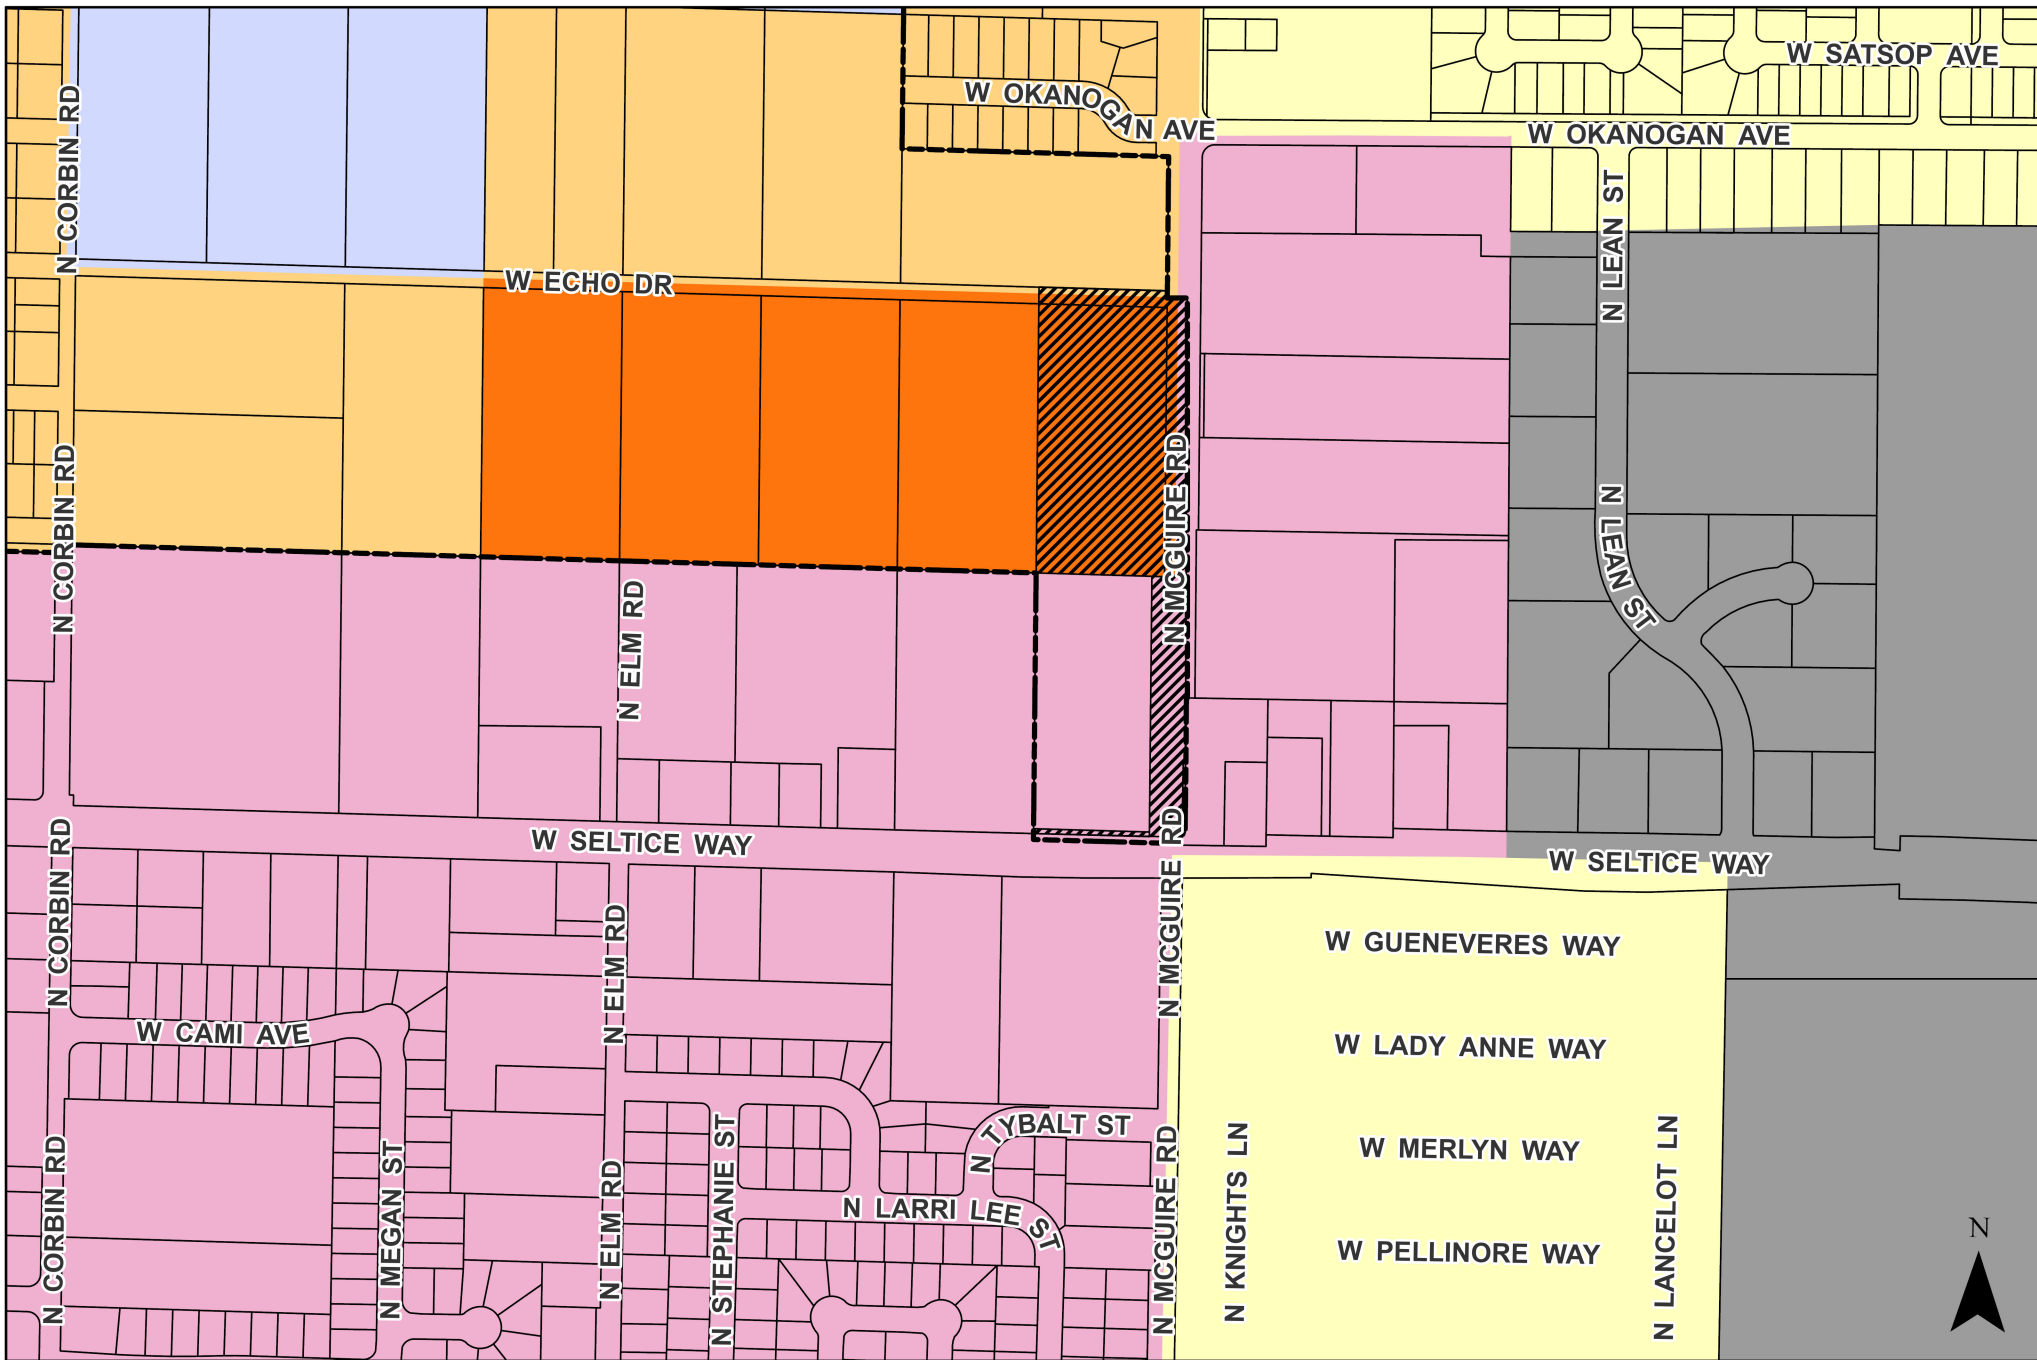 W SATSOP AVE
W OKANOGAN AVE
W OKANOGAN AVE
N CORBIN RD
N LEAN ST
W ECHO DR
N CORBIN RD
N MCGUIRE RD
N LEAN ST
N ELM RD
W SELTICE WAY
W SELTICE WAY
N CORBIN RD
N MCGUIRE RD
N ELM RD
W GUENEVERES WAY
W CAMI AVE
W LADY ANNE WAY
N TYBALT ST
N CORBIN RD
N MEGAN ST
N ELM RD
N STEPHANIE ST
N MCGUIRE RD
N KNIGHTS LN
W MERLYN WAY
N LANCELOT LN
N LARRI LEE ST
W PELLINORE WAY
N